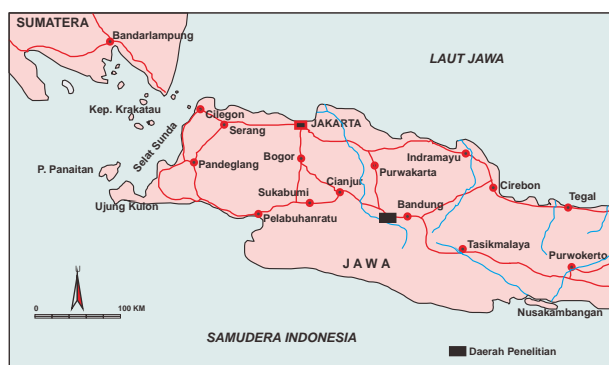 SUMATERA
Bandarlampung
LAUT JAWA
Kep. Krakatau
Cilegon
Serang
JAKARTA
Selat Sunda
P. Panaitan
Pandeglang
Bogor
Purwakarta
Indramayu
Cianjur
Cirebon
Ujung Kulon
Sukabumi
Bandung
Tegal
Pelabuhanratu
Tasikmalaya
Purwokerto
JAWA
U
0 100 KM
Nusakambangan
SAMUDERA INDONESIA
Daerah Penelitian